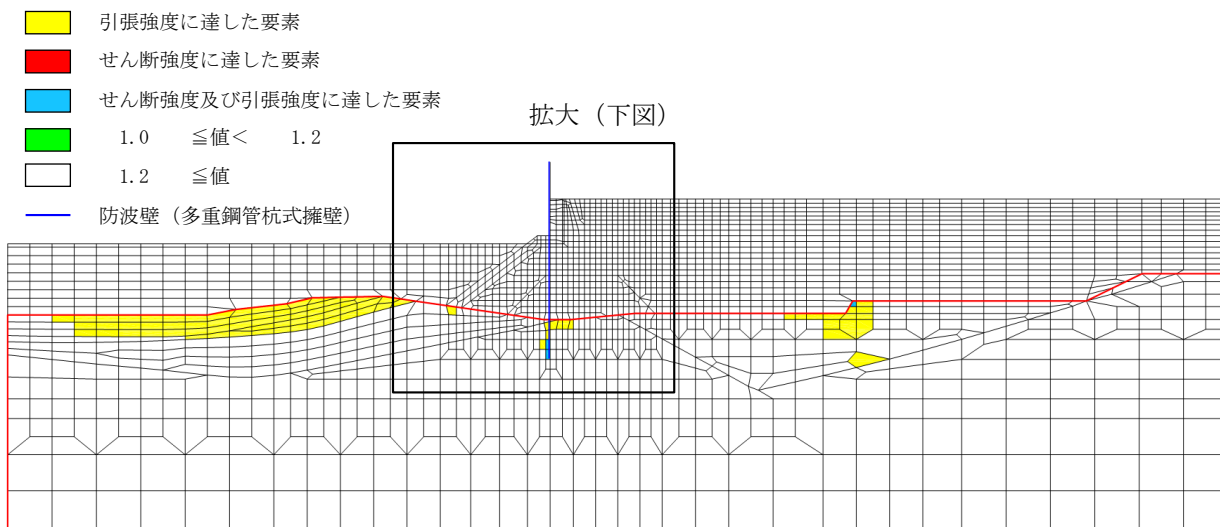 引張強度に達した要素
せん断強度に達した要素
せん断強度及び引張強度に達した要素
1.0 ≦値＜ 1.2
1.2 ≦値
防波壁（多重鋼管杭式擁壁）
拡大（下図）